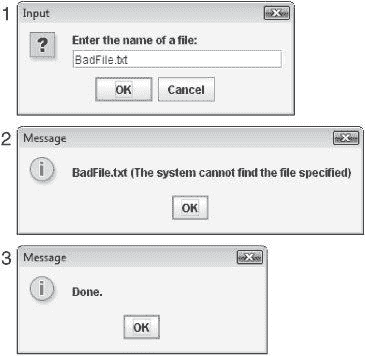 1
Input
?
Enter the name of a file:
BadFile.txt
OK Cancel
2
Message
i
BadFile.txt (The system cannot find the file specified)
OK
3
Message
i
Done.
OK